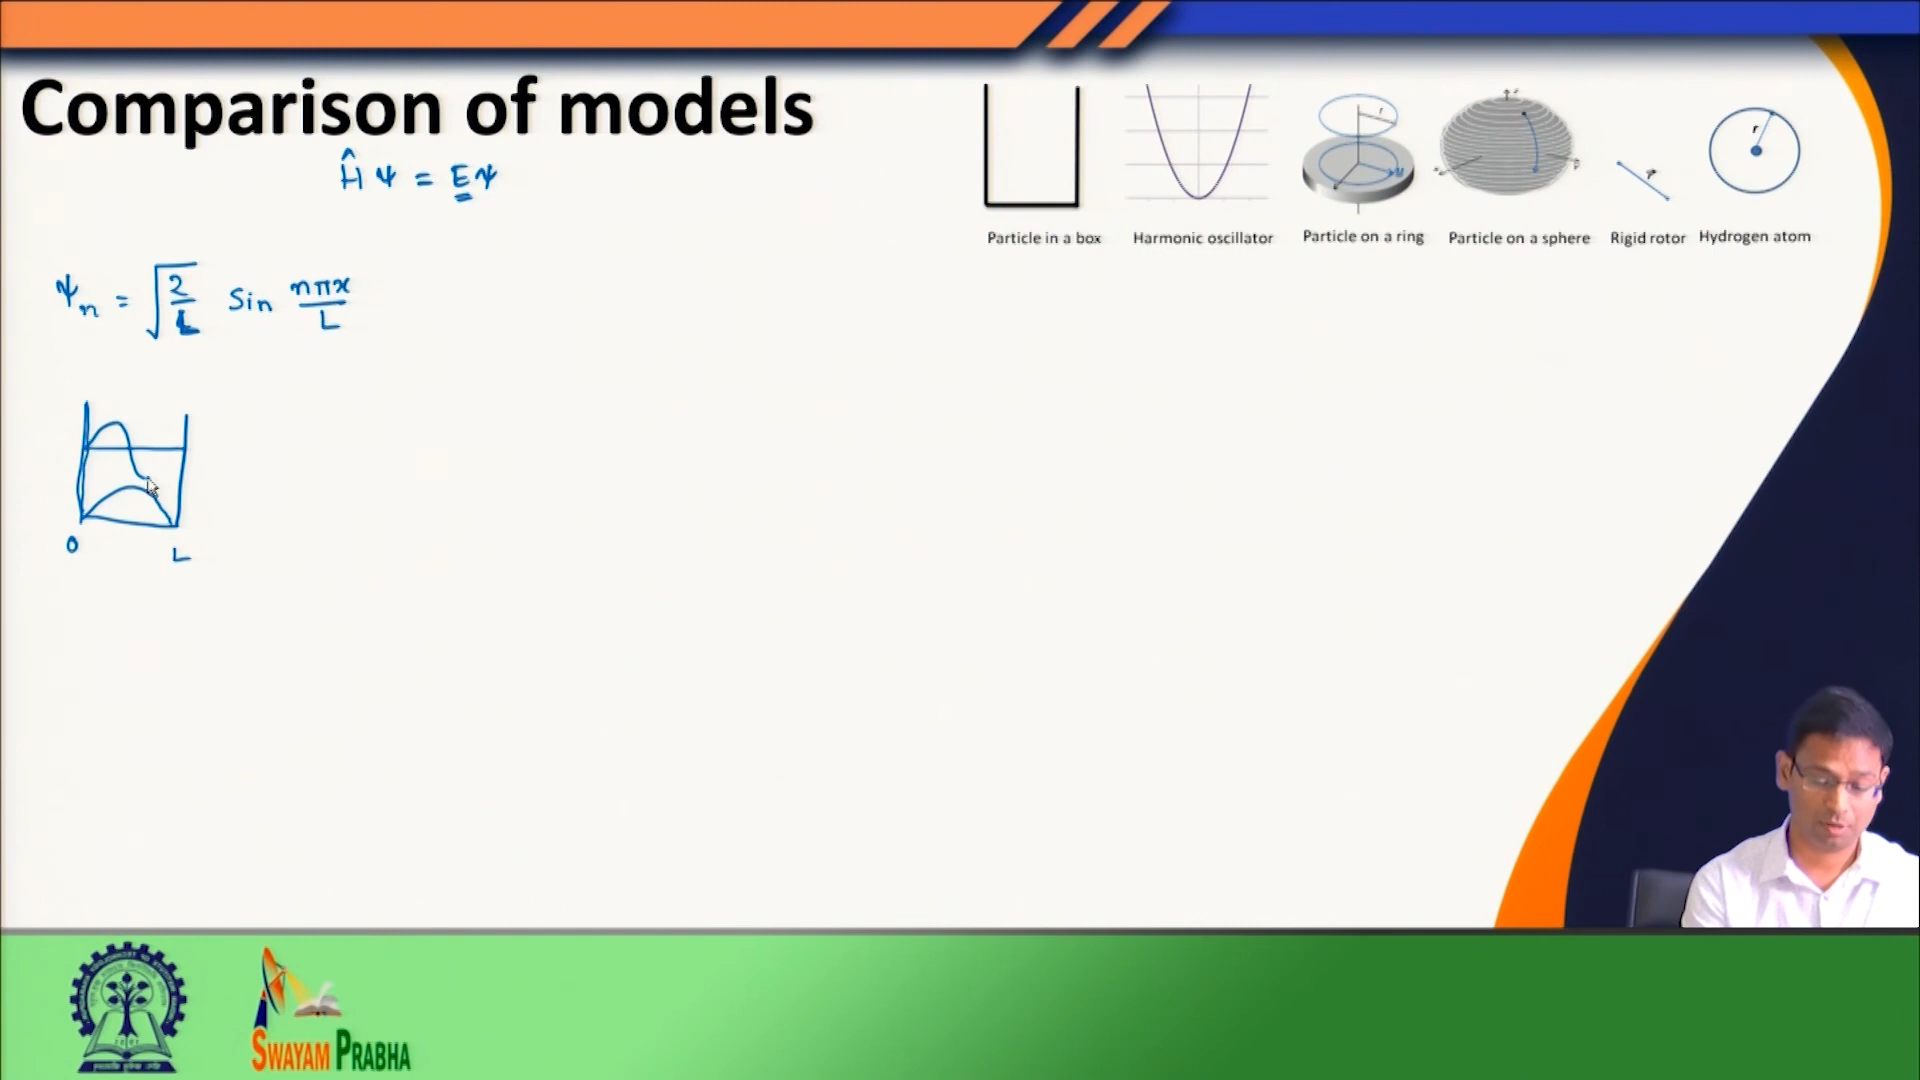 Comparison of models
Ĥψ = Eψ
Particle in a box
Harmonic oscillator
Particle on a ring
Particle on a sphere
Rigid rotor
Hydrogen atom
r
r
ψn = √(2/L) Sin nπx/L
0
L
SWAYAM PRABHA